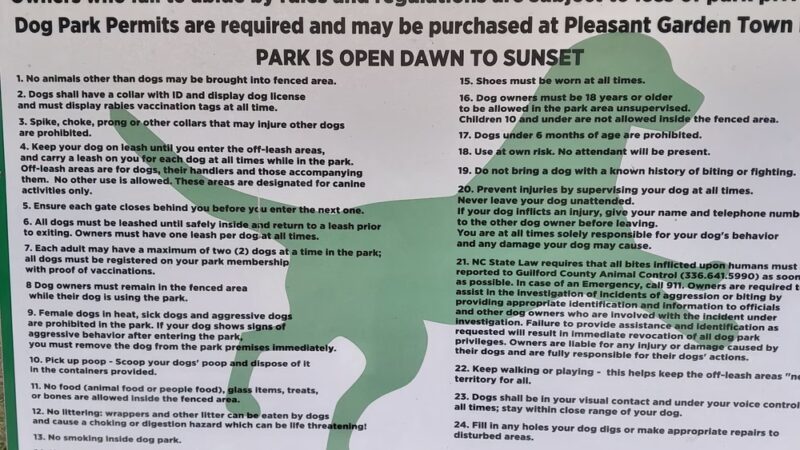 Owners who fail to abide by rules and regulations are subject to loss of park
Dog Park Permits are required and may be purchased at Pleasant Garden Town
PARK IS OPEN DAWN TO SUNSET
1. No animals other than dogs may be brought into fenced area.
2. Dogs shall have a collar with ID and display dog license
and must display rabies vaccination tags at all time.
3. Spike, choke, prong or other collars that may injure other dogs
are prohibited.
4. Keep your dog on leash until you enter the off-leash areas,
and carry a leash on you for each dog at all times while in the park.
Off-leash areas are for dogs, their handlers and those accompanying
them. No other use is allowed. These areas are designated for canine
activities only.
5. Ensure each gate closes behind you before you enter the next one.
6. All dogs must be leashed until safely inside and return to a leash prior
to exiting. Owners must have one leash per dog at all times.
7. Each adult may have a maximum of two (2) dogs at a time in the park;
all dogs must be registered on your park membership
with proof of vaccinations.
8 Dog owners must remain in the fenced area
while their dog is using the park.
9. Female dogs in heat, sick dogs and aggressive dogs
are prohibited in the park. If your dog shows signs of
aggressive behavior after entering the park,
you must remove the dog from the park premises immediately.
10. Pick up poop - Scoop your dogs' poop and dispose of it
in the containers provided.
11. No food (animal food or people food), glass items, treats,
or bones are allowed inside the fenced area.
12. No littering: wrappers and other litter can be eaten by dogs
and cause a choking or digestion hazard which can be life threatening!
13. No smoking inside dog park.
15. Shoes must be worn at all times.
16. Dog owners must be 18 years or older
to be allowed in the park area unsupervised.
Children 10 and under are not allowed inside the fenced area.
17. Dogs under 6 months of age are prohibited.
18. Use at own risk. No attendant will be present.
19. Do not bring a dog with a known history of biting or fighting.
20. Prevent injuries by supervising your dog at all times.
Never leave your dog unattended.
If your dog inflicts an injury, give your name and telephone numb
to the other dog owner before leaving.
You are at all times solely responsible for your dog's behavior
and any damage your dog may cause.
21. NC State Law requires that all bites inflicted upon humans must
reported to Guilford County Animal Control (336.641.5990) as soon
as possible. In case of an Emergency, call 911. Owners are required t
assist in the investigation of incidents of aggression or biting by
providing appropriate identification and information to officials
and other dog owners who are involved with the incident under
investigation. Failure to provide assistance and identification as
requested will result in immediate revocation of all dog park
privileges. Owners are liable for any injury or damage caused by
their dogs and are fully responsible for their dogs' actions.
22. Keep walking or playing - this helps keep the off-leash areas "ne
territory for all.
23. Dogs shall be in your visual contact and under your voice control
all times; stay within close range of your dog.
24. Fill in any holes your dog digs or make appropriate repairs to
disturbed areas.